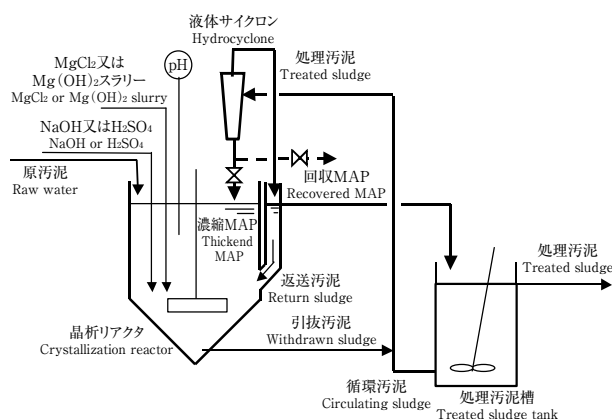 液体サイクロン
Hydrocyclone
処理汚泥
Treated sludge
MgCl2又は
Mg(OH)2スラリー
MgCl2 or Mg(OH)2 slurry
pH
NaOH又はH2SO4
NaOH or H2SO4
原汚泥
Raw water
回収MAP
Recovered MAP
濃縮MAP
Thickend
MAP
返送汚泥
Return sludge
処理汚泥
Treated sludge
引抜汚泥
Withdrawn sludge
晶析リアクタ
Crystallization reactor
循環汚泥
Circulating sludge
処理汚泥槽
Treated sludge tank